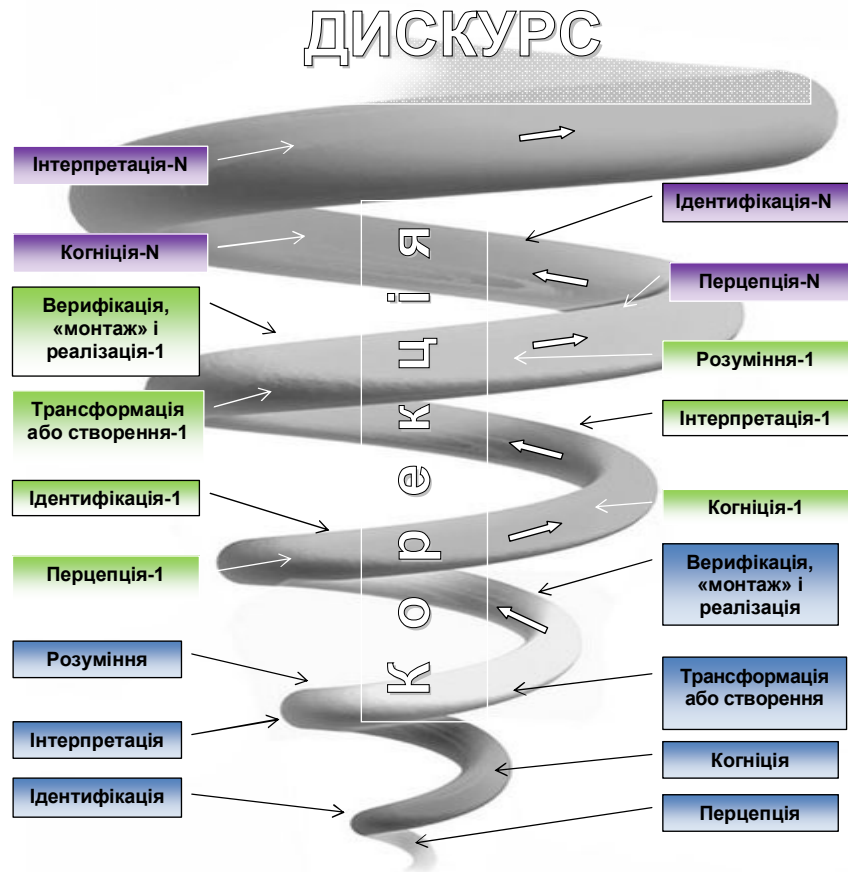 ДИСКУРС
Інтерпретація-N
Ідентифікація-N
Когніція-N
Перцепція-N
Верифікація,
«монтаж» і
реалізація-1
Розуміння-1
Трансформація
або створення-1
Інтерпретація-1
Ідентифікація-1
Когніція-1
Перцепція-1
Верифікація,
«монтаж» і
реалізація
Розуміння
Трансформація
або створення
Інтерпретація
Когніція
Ідентифікація
Перцепція
Корекція